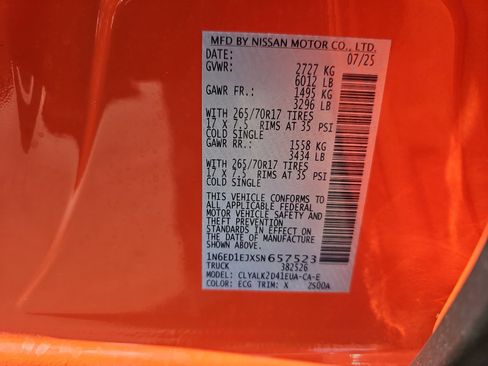 MFD BY NISSAN MOTOR CO., LTD.
DATE: 07/25
GVWR: 2727 KG
6012 LB
GAWR FR.: 1495 KG
3296 LB
WITH 265/70R17 TIRES
17 X 7.5 RIMS AT 35 PSI
COLD SINGLE
GAWR RR.: 1558 KG
3434 LB
WITH 265/70R17 TIRES
17 X 7.5 RIMS AT 35 PSI
COLD SINGLE
THIS VEHICLE CONFORMS TO
ALL APPLICABLE FEDERAL
MOTOR VEHICLE SAFETY AND
THEFT PREVENTION
STANDARDS IN EFFECT ON
THE DATE OF MANUFACTURE
SHOWN ABOVE.
1N6ED1EJXSN657523
TRUCK 382526
MODEL: CLYALK2D41EUA-CA-E
COLOR: ECG TRIM: X 2S00A